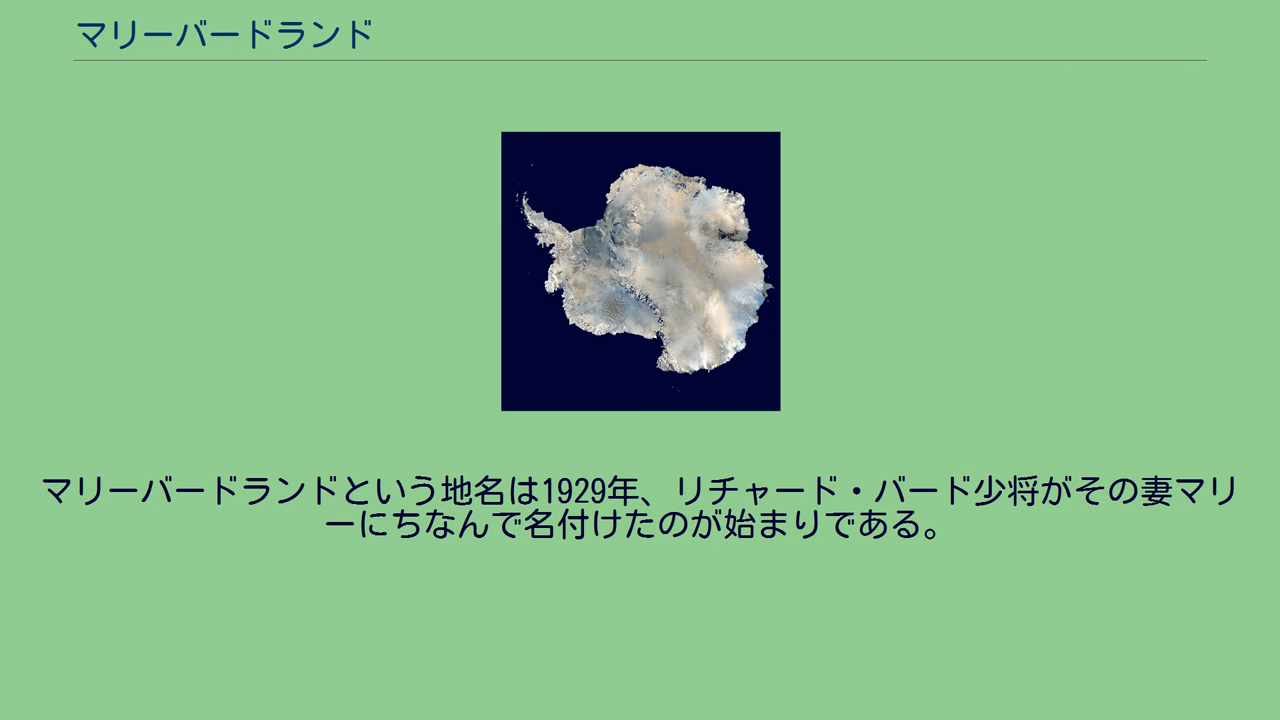 マリーバードランド
マリーバードランドという地名は1929年、リチャード・バード少将がその妻マリ
ーにちなんで名付けたのが始まりである。